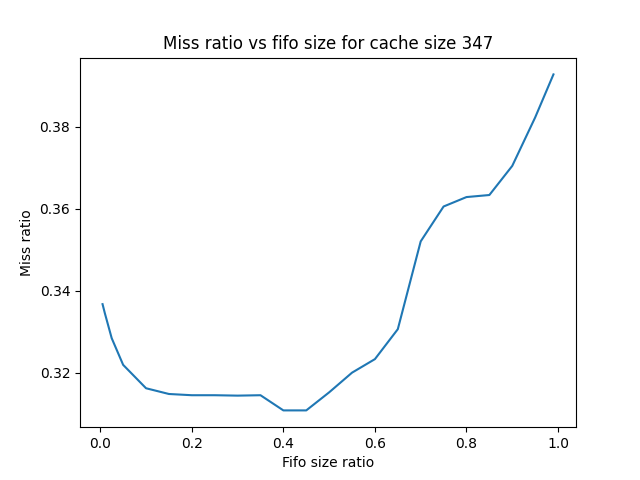 Miss ratio vs fifo size for cache size 347
Miss ratio
0.38
0.36
0.34
0.32
0.0 0.2 0.4 0.6 0.8 1.0
Fifo size ratio